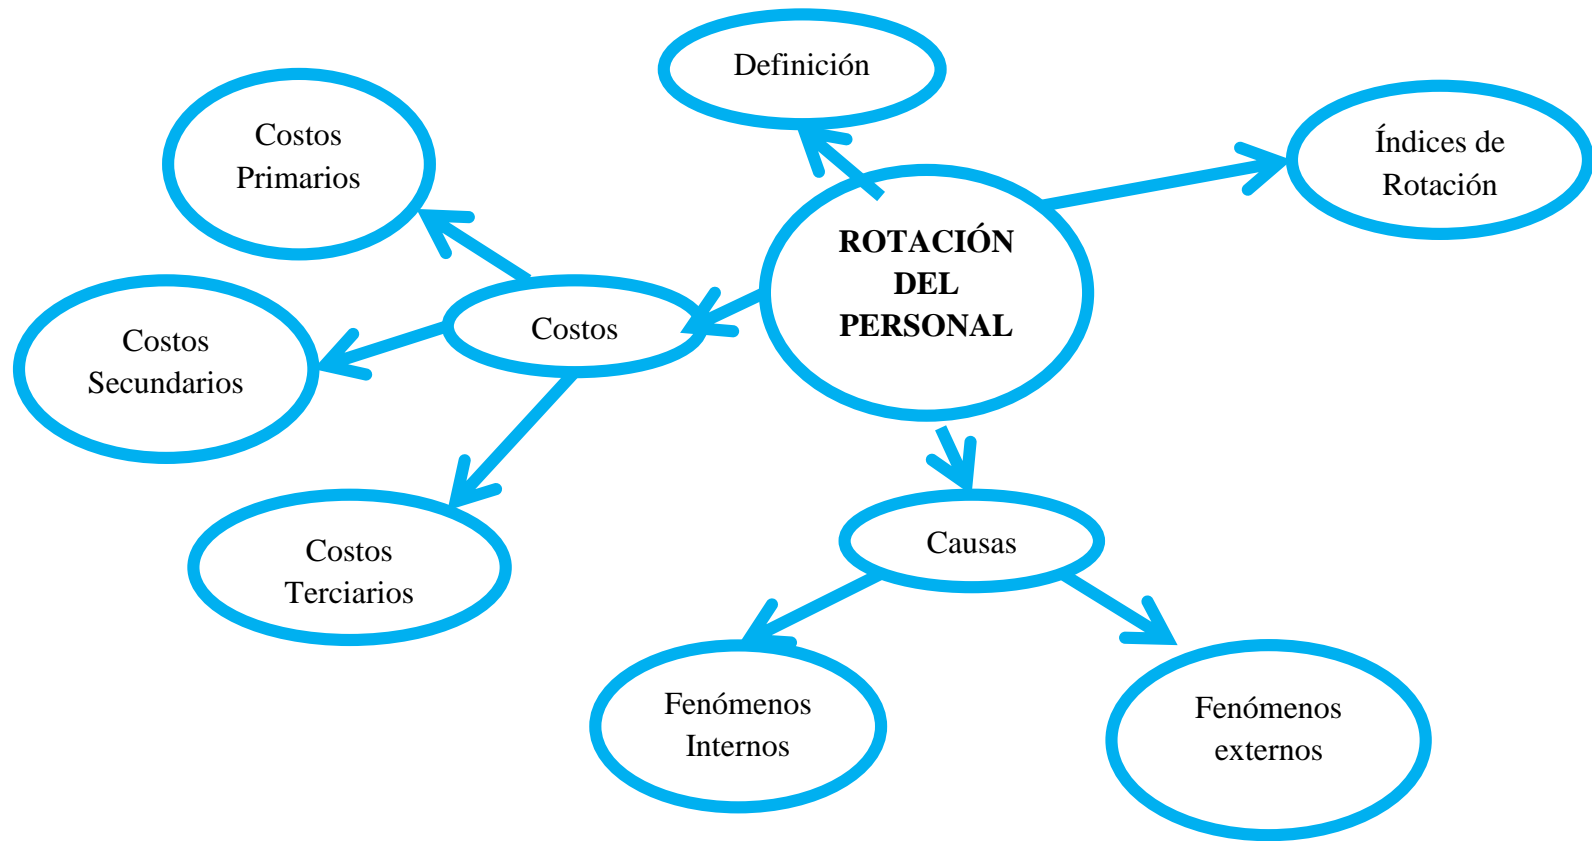 Definición
Costos
Primarios
Índices de
Rotación
ROTACIÓN
DEL
PERSONAL
Costos
Costos
Secundarios
Costos
Terciarios
Causas
Fenómenos
Internos
Fenómenos
externos